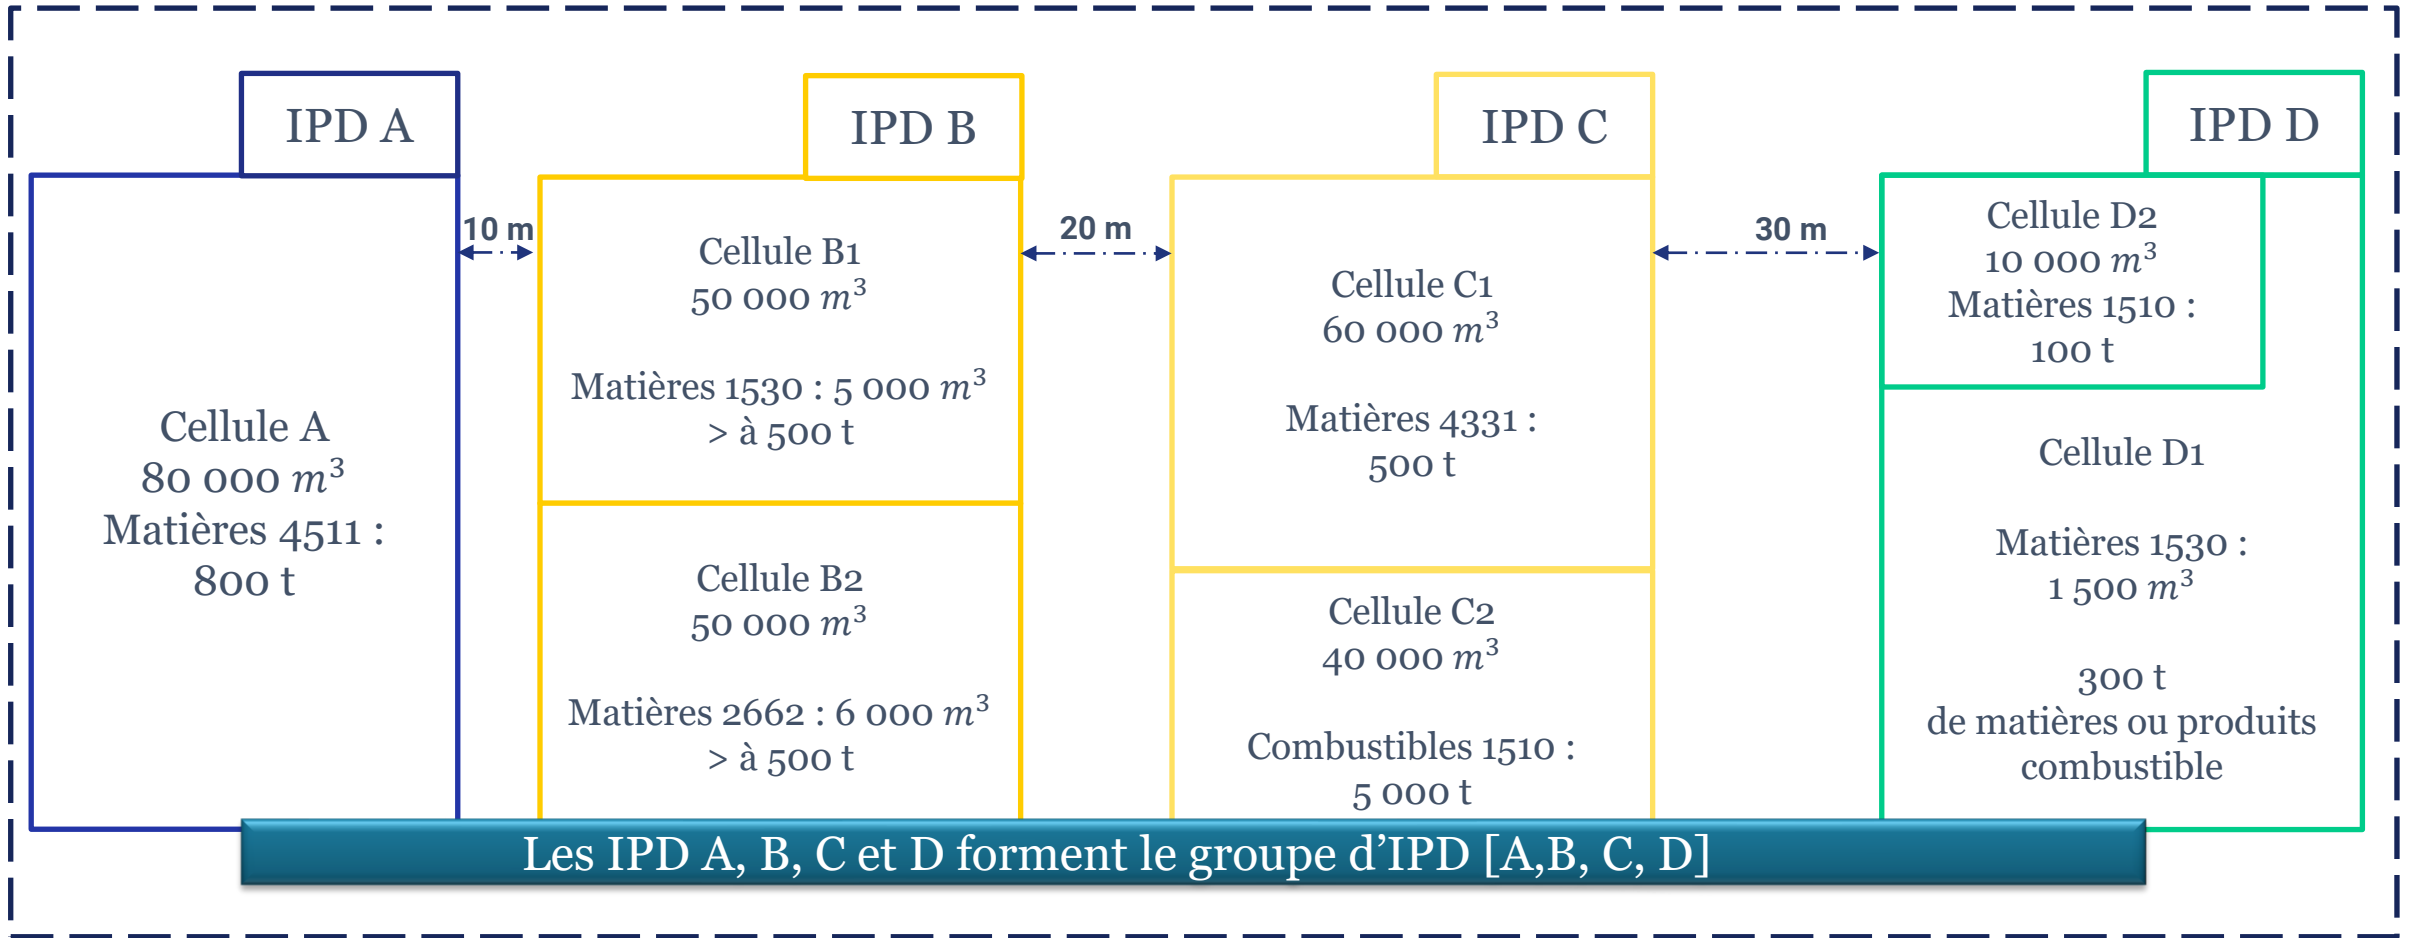 IPD A
Cellule A
80 000 m³
Matières 4511 :
800 t
10 m
IPD B
Cellule B1
50 000 m³
Matières 1530 : 5 000 m³
> à 500 t
Cellule B2
50 000 m³
Matières 2662 : 6 000 m³
> à 500 t
20 m
IPD C
Cellule C1
60 000 m³
Matières 4331 :
500 t
Cellule C2
40 000 m³
Combustibles 1510 :
5 000 t
30 m
IPD D
Cellule D2
10 000 m³
Matières 1510 :
100 t
Cellule D1
Matières 1530 :
1 500 m³
300 t
de matières ou produits
combustible
Les IPD A, B, C et D forment le groupe d’IPD [A,B, C, D]